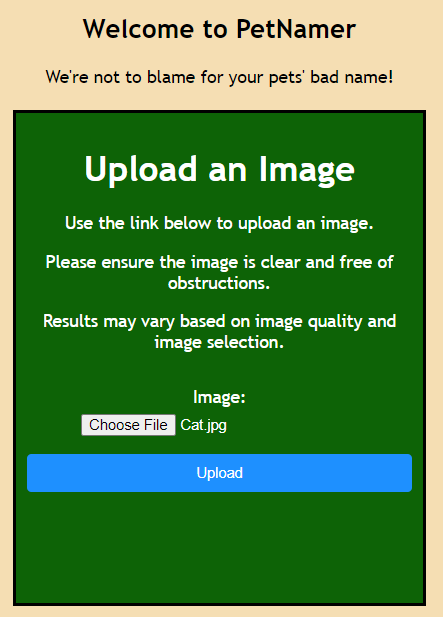 Welcome to PetNamer
We're not to blame for your pets' bad name!
Upload an Image
Use the link below to upload an image.
Please ensure the image is clear and free of
obstructions.
Results may vary based on image quality and
image selection.
Image:
Choose File Cat.jpg
Upload